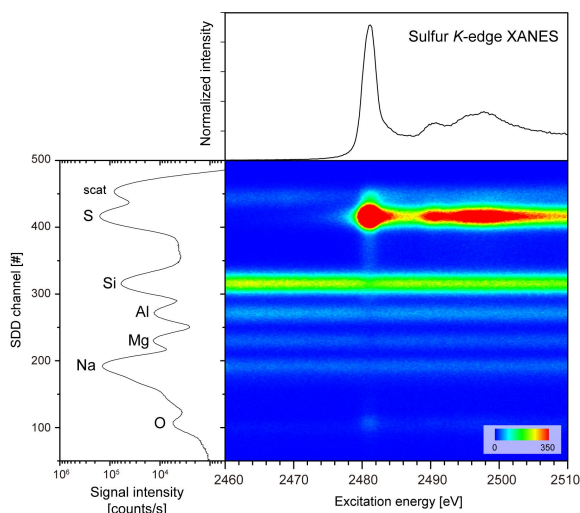 Normalized intensity
Sulfur K-edge XANES
500
400
300
200
100
SDD channel [#]
scat
S
Si
Al
Mg
Na
O
10⁶ 10⁵ 10⁴
Signal intensity
[counts/s]
0 350
2460 2470 2480 2490 2500 2510
Excitation energy [eV]